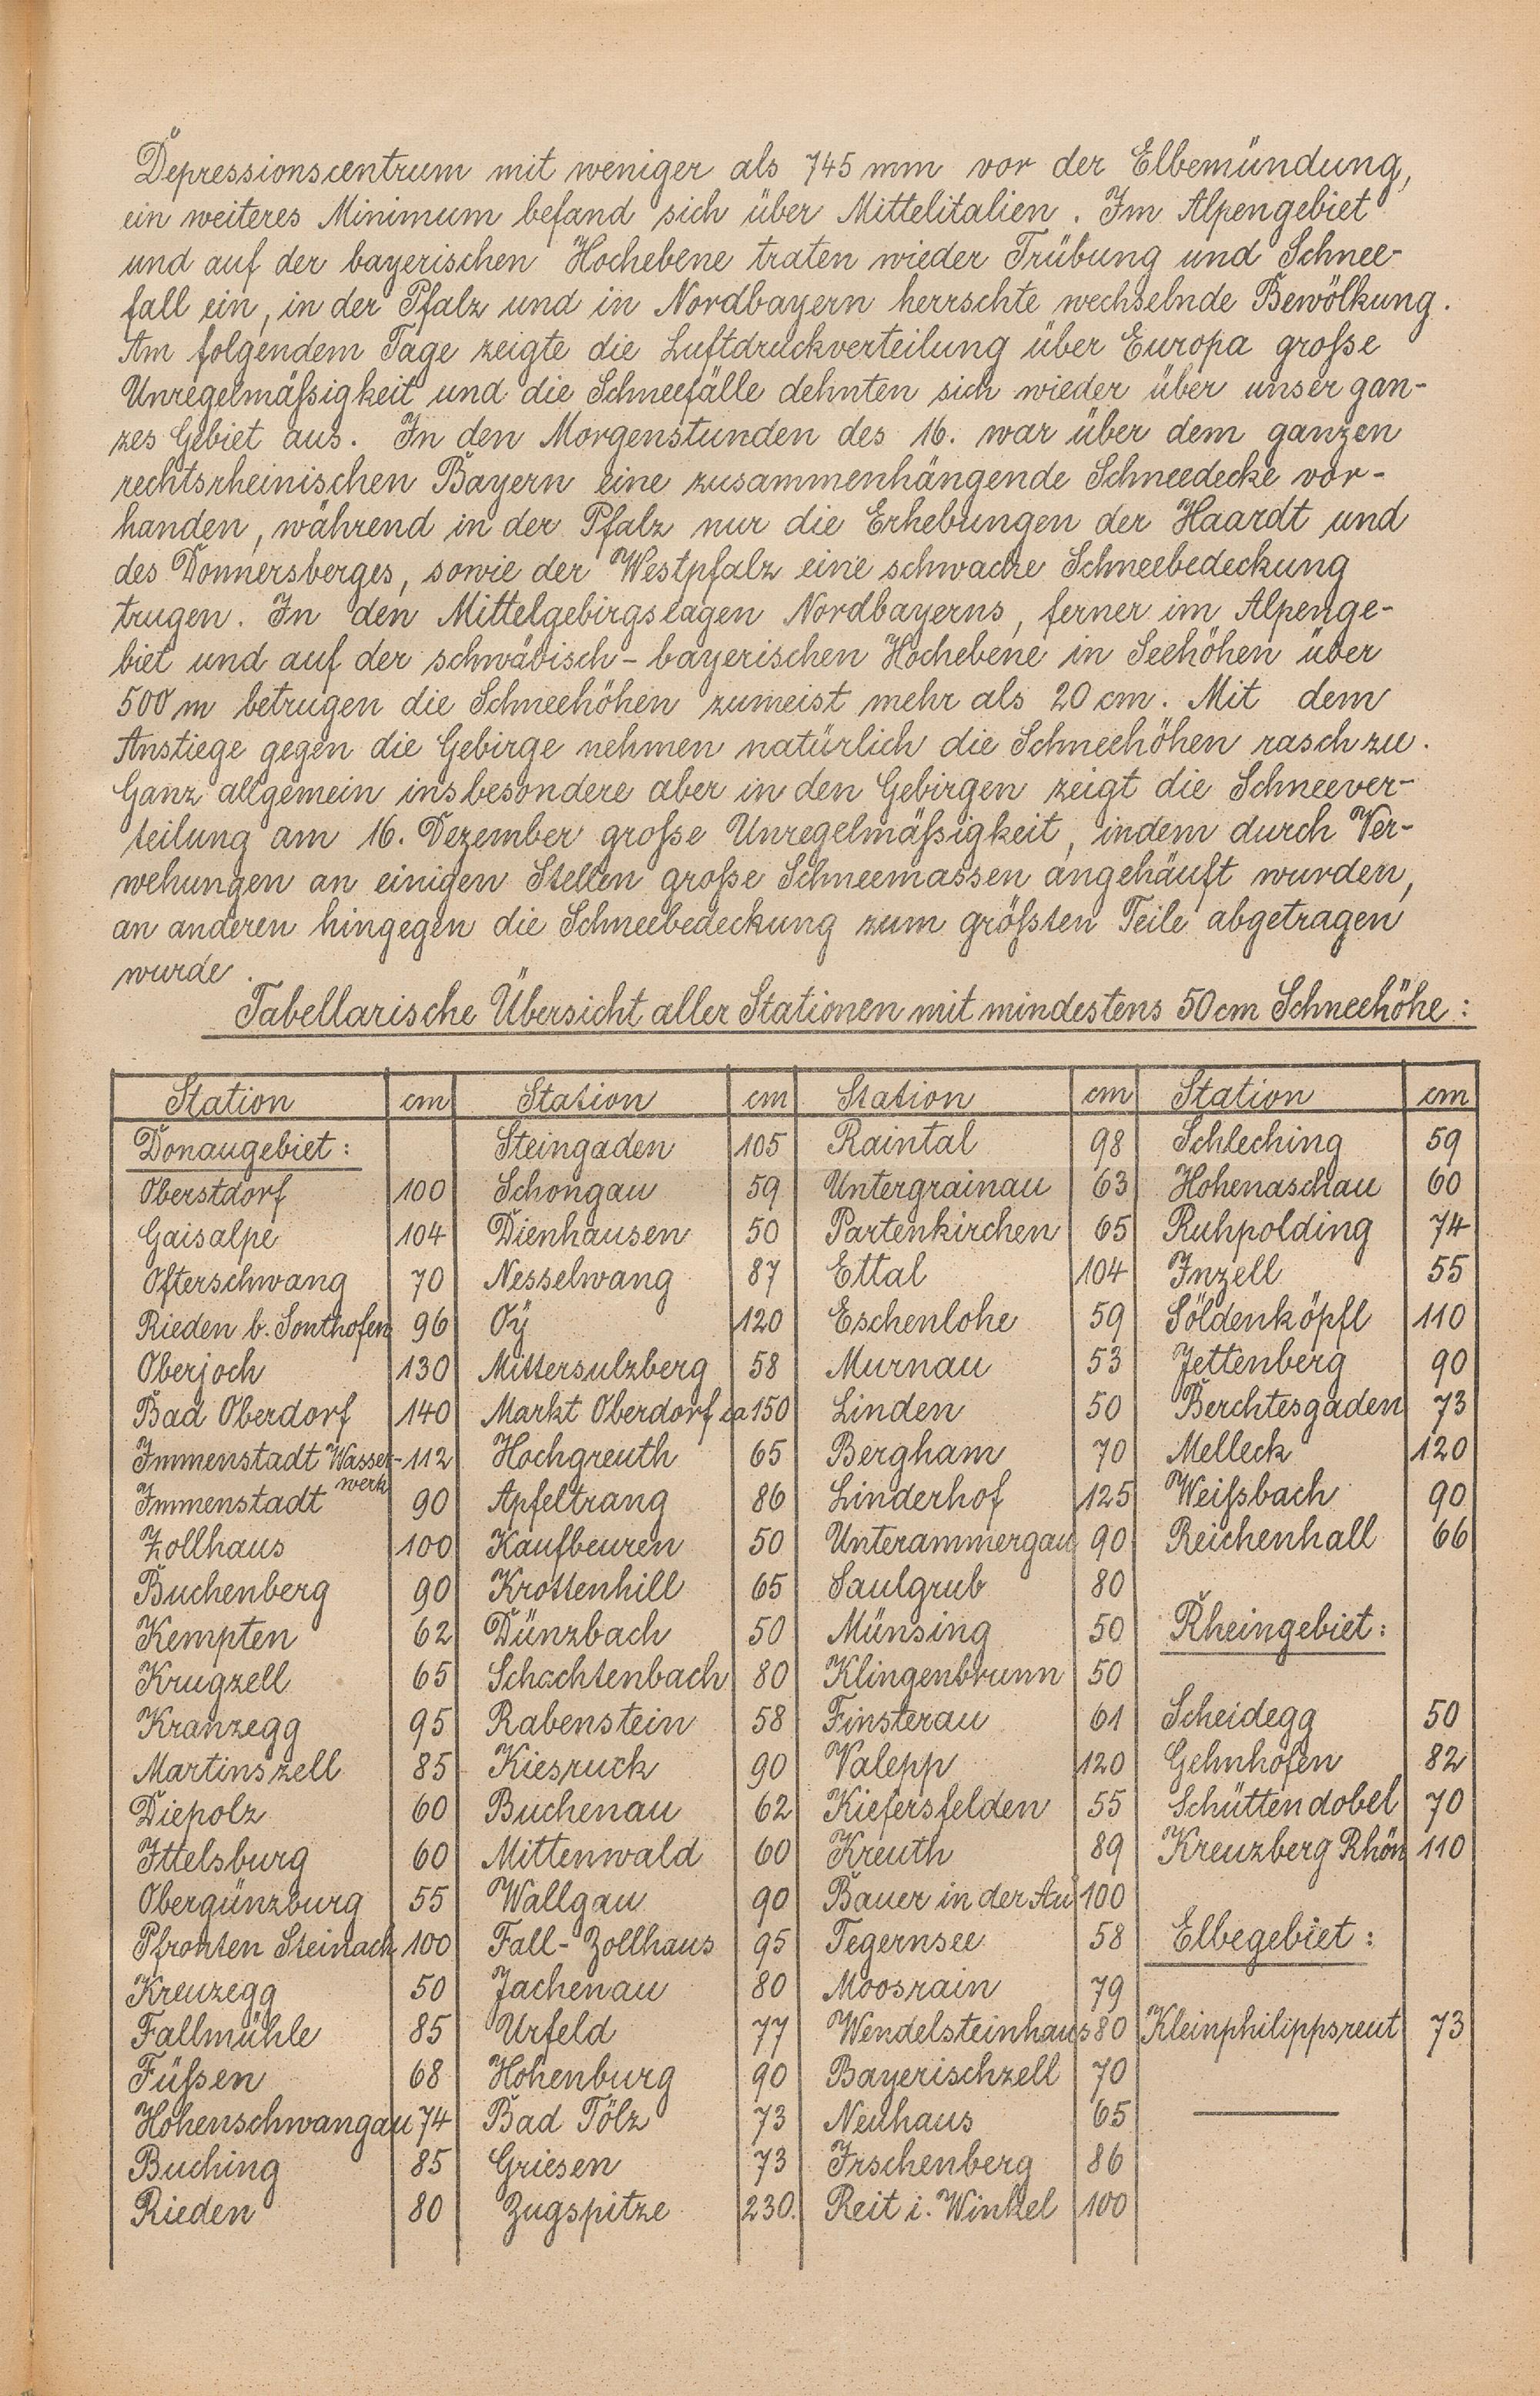 Depressionscentrum mit weniger als 745 mm vor der Elbemündung,
ein weiteres Minimum befand sich über Mittelitalien. Im Alpengebiet
und auf der bayerischen Hochebene traten wieder Trübung und Schnee-
fall ein, in der Pfalz und in Nordbayern herrschte wechselnde Bewölkung.
Am folgendem Tage zeigte die Luftdruckverteilung über Europa große
Unregelmäßigkeit und die Schneefälle dehnten sich wieder über unser gan-
zes Gebiet aus. In den Morgenstunden des 16. war über dem ganzen
rechtsrheinischen Bayern eine zusammenhängende Schneedecke vor-
handen, während in der Pfalz nur die Erhebungen der Haardt und
des Donnersberges, sowie der Westpfalz eine schwache Schneebedeckung
trugen. In den Mittelgebirgslagen Nordbayerns, ferner im Alpenge-
biet und auf der schwäbisch-bayerischen Hochebene in Seehöhen über
500 m betrugen die Schneehöhen zumeist mehr als 20 cm. Mit dem
Anstiege gegen die Gebirge nehmen natürlich die Schneehöhen rasch zu.
Ganz allgemein insbesondere aber in den Gebirgen zeigt die Schneever-
teilung am 16. Dezember große Unregelmäßigkeit, indem durch Ver-
wehungen an einigen Stellen große Schneemassen angehäuft wurden,
an anderen hingegen die Schneebedeckung zum größten Teile abgetragen
wurde.
Tabellarische Übersicht aller Stationen mit mindestens 50 cm Schneehöhe:
Station cm Station cm Station cm Station cm
Donaugebiet: Steingaden 105 Raintal 98 Schleching 59
Oberstdorf 100 Schongau 59 Untergrainau 63 Hohenaschau 60
Gaisalpe 104 Dienhausen 50 Partenkirchen 65 Ruhpolding 74
Ofterschwang 70 Nesselwang 87 Ettal 104 Inzell 55
Rieden b. Sonthofen 96 Oÿ 120 Eschenlohe 59 Söldenköpfl 110
Oberjoch 130 Mittersulzberg 58 Murnau 53 Jettenberg 90
Bad Oberdorf 140 Markt Oberdorf ca 150 Linden 50 Berchtesgaden 73
Immenstadt Wasser- 112 Hochgreuth 65 Bergham 70 Melleck 120
werk
Immenstadt 90 Apfeltrang 86 Linderhof 125 Weißbach 90
Zollhaus 100 Kaufbeuren 50 Unterammergau 90 Reichenhall 66
Buchenberg 90 Krottenhill 65 Saulgrub 80
Kempten 62 Dünzbach 50 Münsing 50 Rheingebiet:
Krugzell 65 Schachtenbach 80 Klingenbrunn 50
Kranzegg 95 Rabenstein 58 Finsterau 61 Scheidegg 50
Martinszell 85 Kiesruck 90 Valepp 120 Gehnhofen 82
Diepolz 60 Buchenau 62 Kiefersfelden 55 Schüttendobel 70
Ittelsburg 60 Mittenwald 60 Kreuth 89 Kreuzberg Rhön 110
Obergünzburg 55 Wallgau 90 Bauer in der Au 100
Pfronten Steinach 100 Fall-Zollhaus 95 Tegernsee 58 Elbegebiet:
Kreuzegg 50 Jachenau 80 Moosrain 79
Fallmühle 85 Urfeld 77 Wendelsteinhaus 80 Kleinphilippsreut 73
Füßen 68 Hohenburg 90 Bayerischzell 70
Hohenschwangau 74 Bad Tölz 73 Neuhaus 65
Buching 85 Griesen 73 Irschenberg 86
Rieden 80 Zugspitze 230. Reit i. Winkel 100